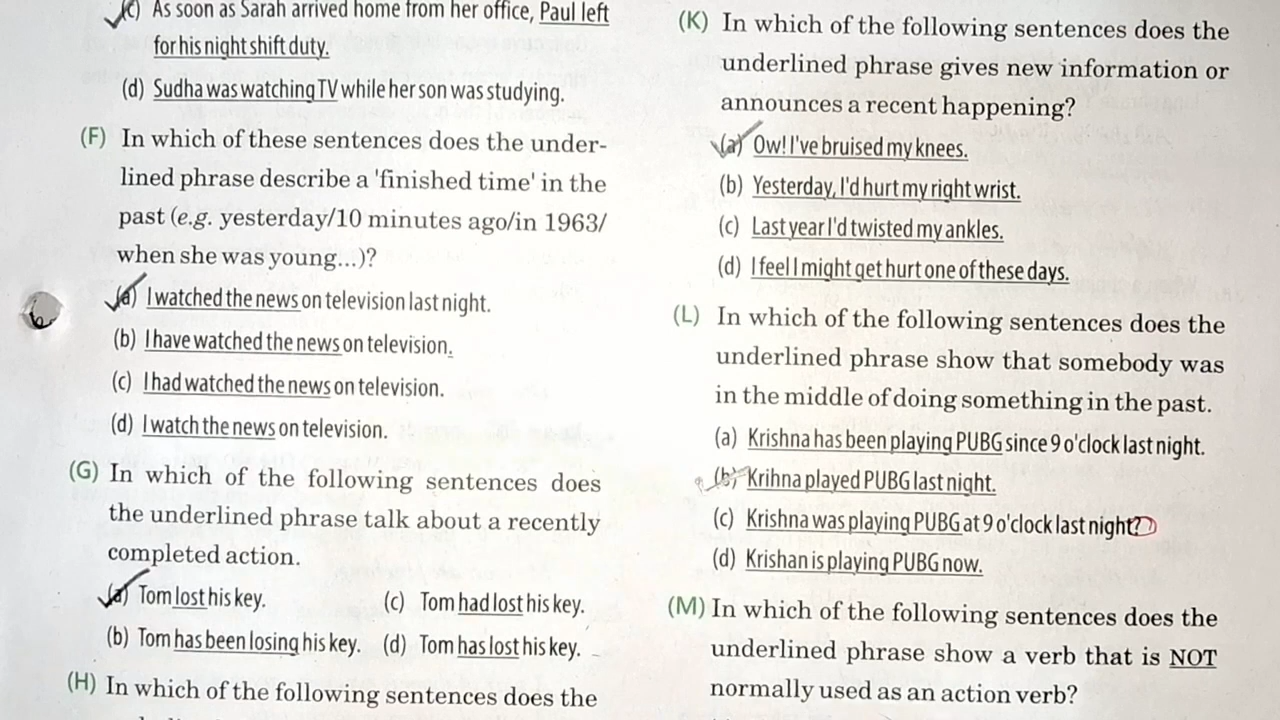 (c) As soon as Sarah arrived home from her office, Paul left
for his night shift duty.
(d) Sudha was watching TV while her son was studying.
(F) In which of these sentences does the under-
lined phrase describe a 'finished time' in the
past (e.g. yesterday/10 minutes ago/in 1963/
when she was young...)?
(a) I watched the news on television last night.
(b) I have watched the news on television.
(c) I had watched the news on television.
(d) I watch the news on television.
(G) In which of the following sentences does
the underlined phrase talk about a recently
completed action.
(a) Tom lost his key. (c) Tom had lost his key.
(b) Tom has been losing his key. (d) Tom has lost his key.
(H) In which of the following sentences does the
(K) In which of the following sentences does the
underlined phrase gives new information or
announces a recent happening?
(a) Ow! I've bruised my knees.
(b) Yesterday, I'd hurt my right wrist.
(c) Last year I'd twisted my ankles.
(d) I feel I might get hurt one of these days.
(L) In which of the following sentences does the
underlined phrase show that somebody was
in the middle of doing something in the past.
(a) Krishna has been playing PUBG since 9 o'clock last night.
(b) Krihna played PUBG last night.
(c) Krishna was playing PUBG at 9 o'clock last night?
(d) Krishan is playing PUBG now.
(M) In which of the following sentences does the
underlined phrase show a verb that is NOT
normally used as an action verb?